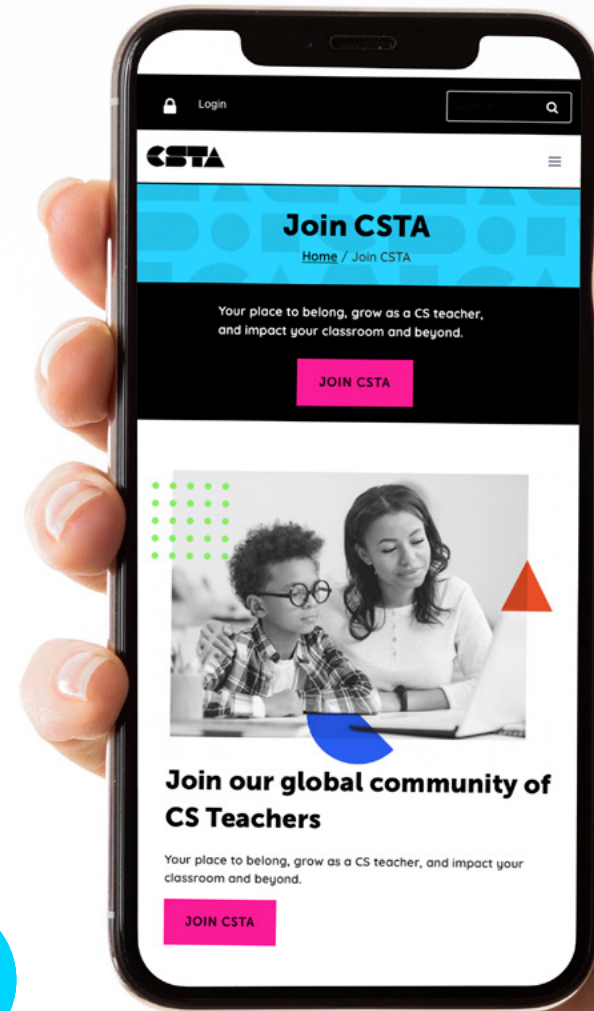 Login
CSTA
Join CSTA
Home / Join CSTA
Your place to belong, grow as a CS teacher,
and impact your classroom and beyond.
JOIN CSTA
Join our global community of
CS Teachers
Your place to belong, grow as a CS teacher, and impact your
classroom and beyond.
JOIN CSTA